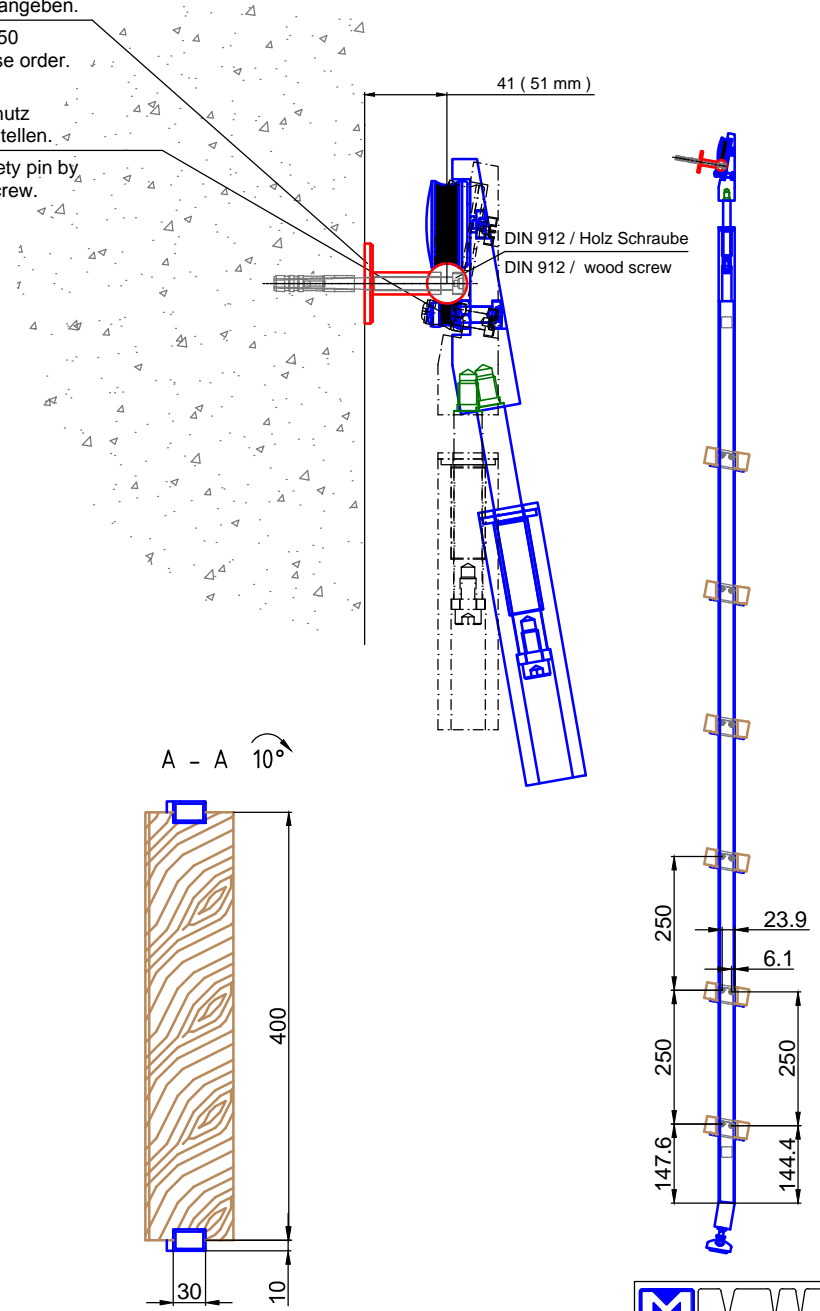 angeben.
50
se order.
nutz
tellen.
ety pin by
crew.
41 ( 51 mm )
DIN 912 / Holz Schraube
DIN 912 / wood screw
A - A 10°
400
30
10
250
23.9
6.1
250
250
147.6
144.4